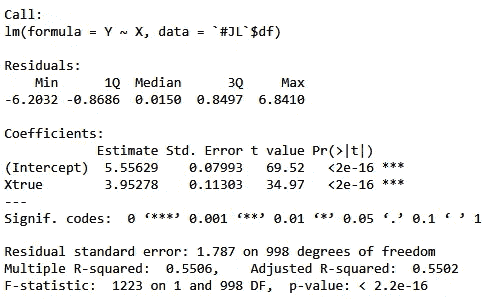 Call:
lm(formula = Y ~ X, data = `#JL`$df)
Residuals:
Min 1Q Median 3Q Max
-6.2032 -0.8686 0.0150 0.8497 6.8410
Coefficients:
Estimate Std. Error t value Pr(>|t|)
(Intercept) 5.55629 0.07993 69.52 <2e-16 ***
Xtrue 3.95278 0.11303 34.97 <2e-16 ***
---
Signif. codes: 0 ‘***’ 0.001 ‘**’ 0.01 ‘*’ 0.05 ‘.’ 0.1 ‘ ’ 1
Residual standard error: 1.787 on 998 degrees of freedom
Multiple R-squared: 0.5506, Adjusted R-squared: 0.5502
F-statistic: 1223 on 1 and 998 DF, p-value: < 2.2e-16